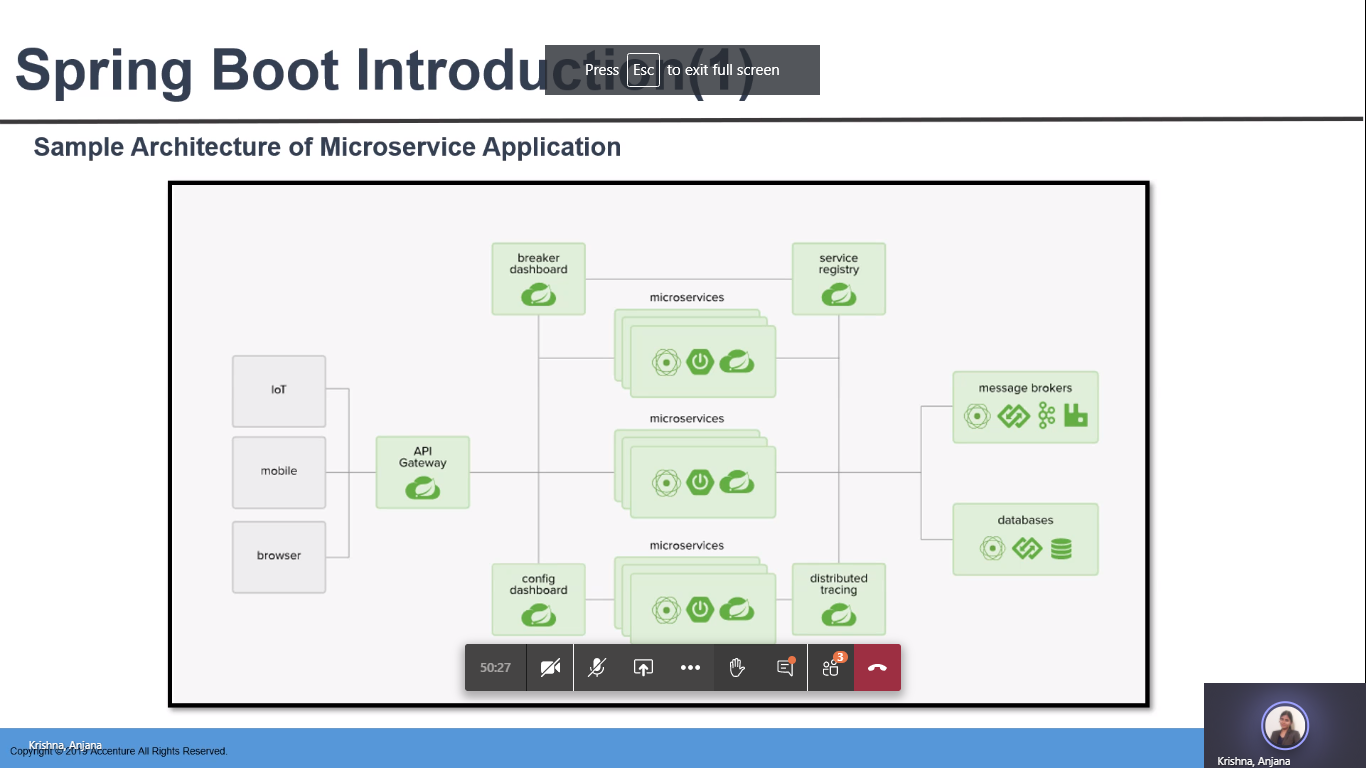 Spring Boot Introduction(1)
Press Esc to exit full screen
Sample Architecture of Microservice Application
breaker
dashboard
service
registry
microservices
IoT
message brokers
microservices
API
Gateway
mobile
databases
browser
microservices
config
dashboard
distributed
tracing
50:27
3
Krishna, Anjana
Copyright © 2019 Accenture All Rights Reserved.
Krishna, Anjana